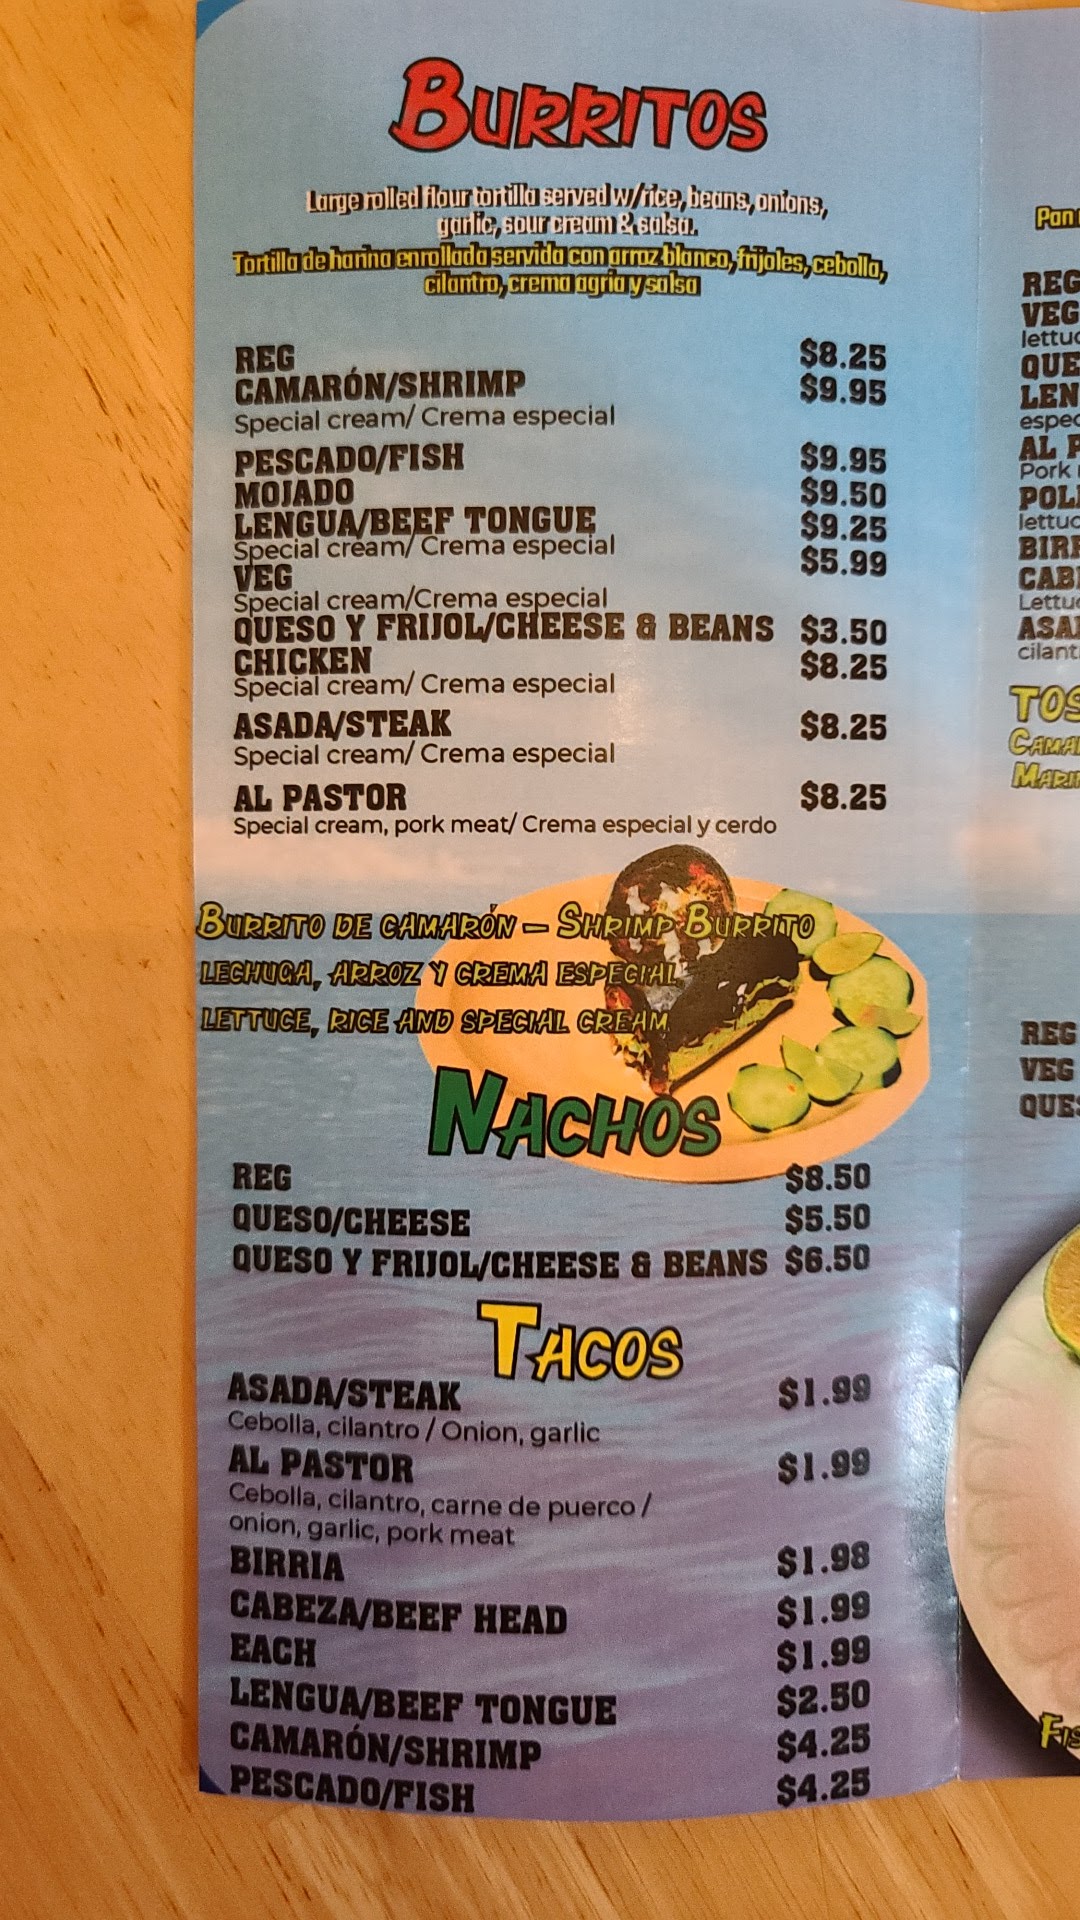 BURRITOS
Large rolled flour tortilla served w/rice, beans, onions,
garlic, sour cream & salsa.
Tortilla de harina enrollada servida con arroz blanco, frijoles, cebolla,
cilantro, crema agria y salsa
REG $8.25
CAMARÓN/SHRIMP $9.95
Special cream/ Crema especial
PESCADO/FISH $9.95
MOJADO $9.50
LENGUA/BEEF TONGUE $9.25
Special cream/ Crema especial
VEG $5.99
Special cream/Crema especial
QUESO Y FRIJOL/CHEESE & BEANS $3.50
CHICKEN $8.25
Special cream/ Crema especial
ASADA/STEAK $8.25
Special cream/ Crema especial
AL PASTOR $8.25
Special cream, pork meat/ Crema especial y cerdo
BURRITO DE CAMARÓN – SHRIMP BURRITO
LECHUGA, ARROZ Y CREMA ESPECIAL
LETTUCE, RICE AND SPECIAL CREAM
NACHOS
REG $8.50
QUESO/CHEESE $5.50
QUESO Y FRIJOL/CHEESE & BEANS $6.50
TACOS
ASADA/STEAK $1.99
Cebolla, cilantro / Onion, garlic
AL PASTOR $1.99
Cebolla, cilantro, carne de puerco /
onion, garlic, pork meat
BIRRIA $1.98
CABEZA/BEEF HEAD $1.99
EACH $1.99
LENGUA/BEEF TONGUE $2.50
CAMARÓN/SHRIMP $4.25
PESCADO/FISH $4.25
Pan
REG
VEG
Pork
REG
VEG